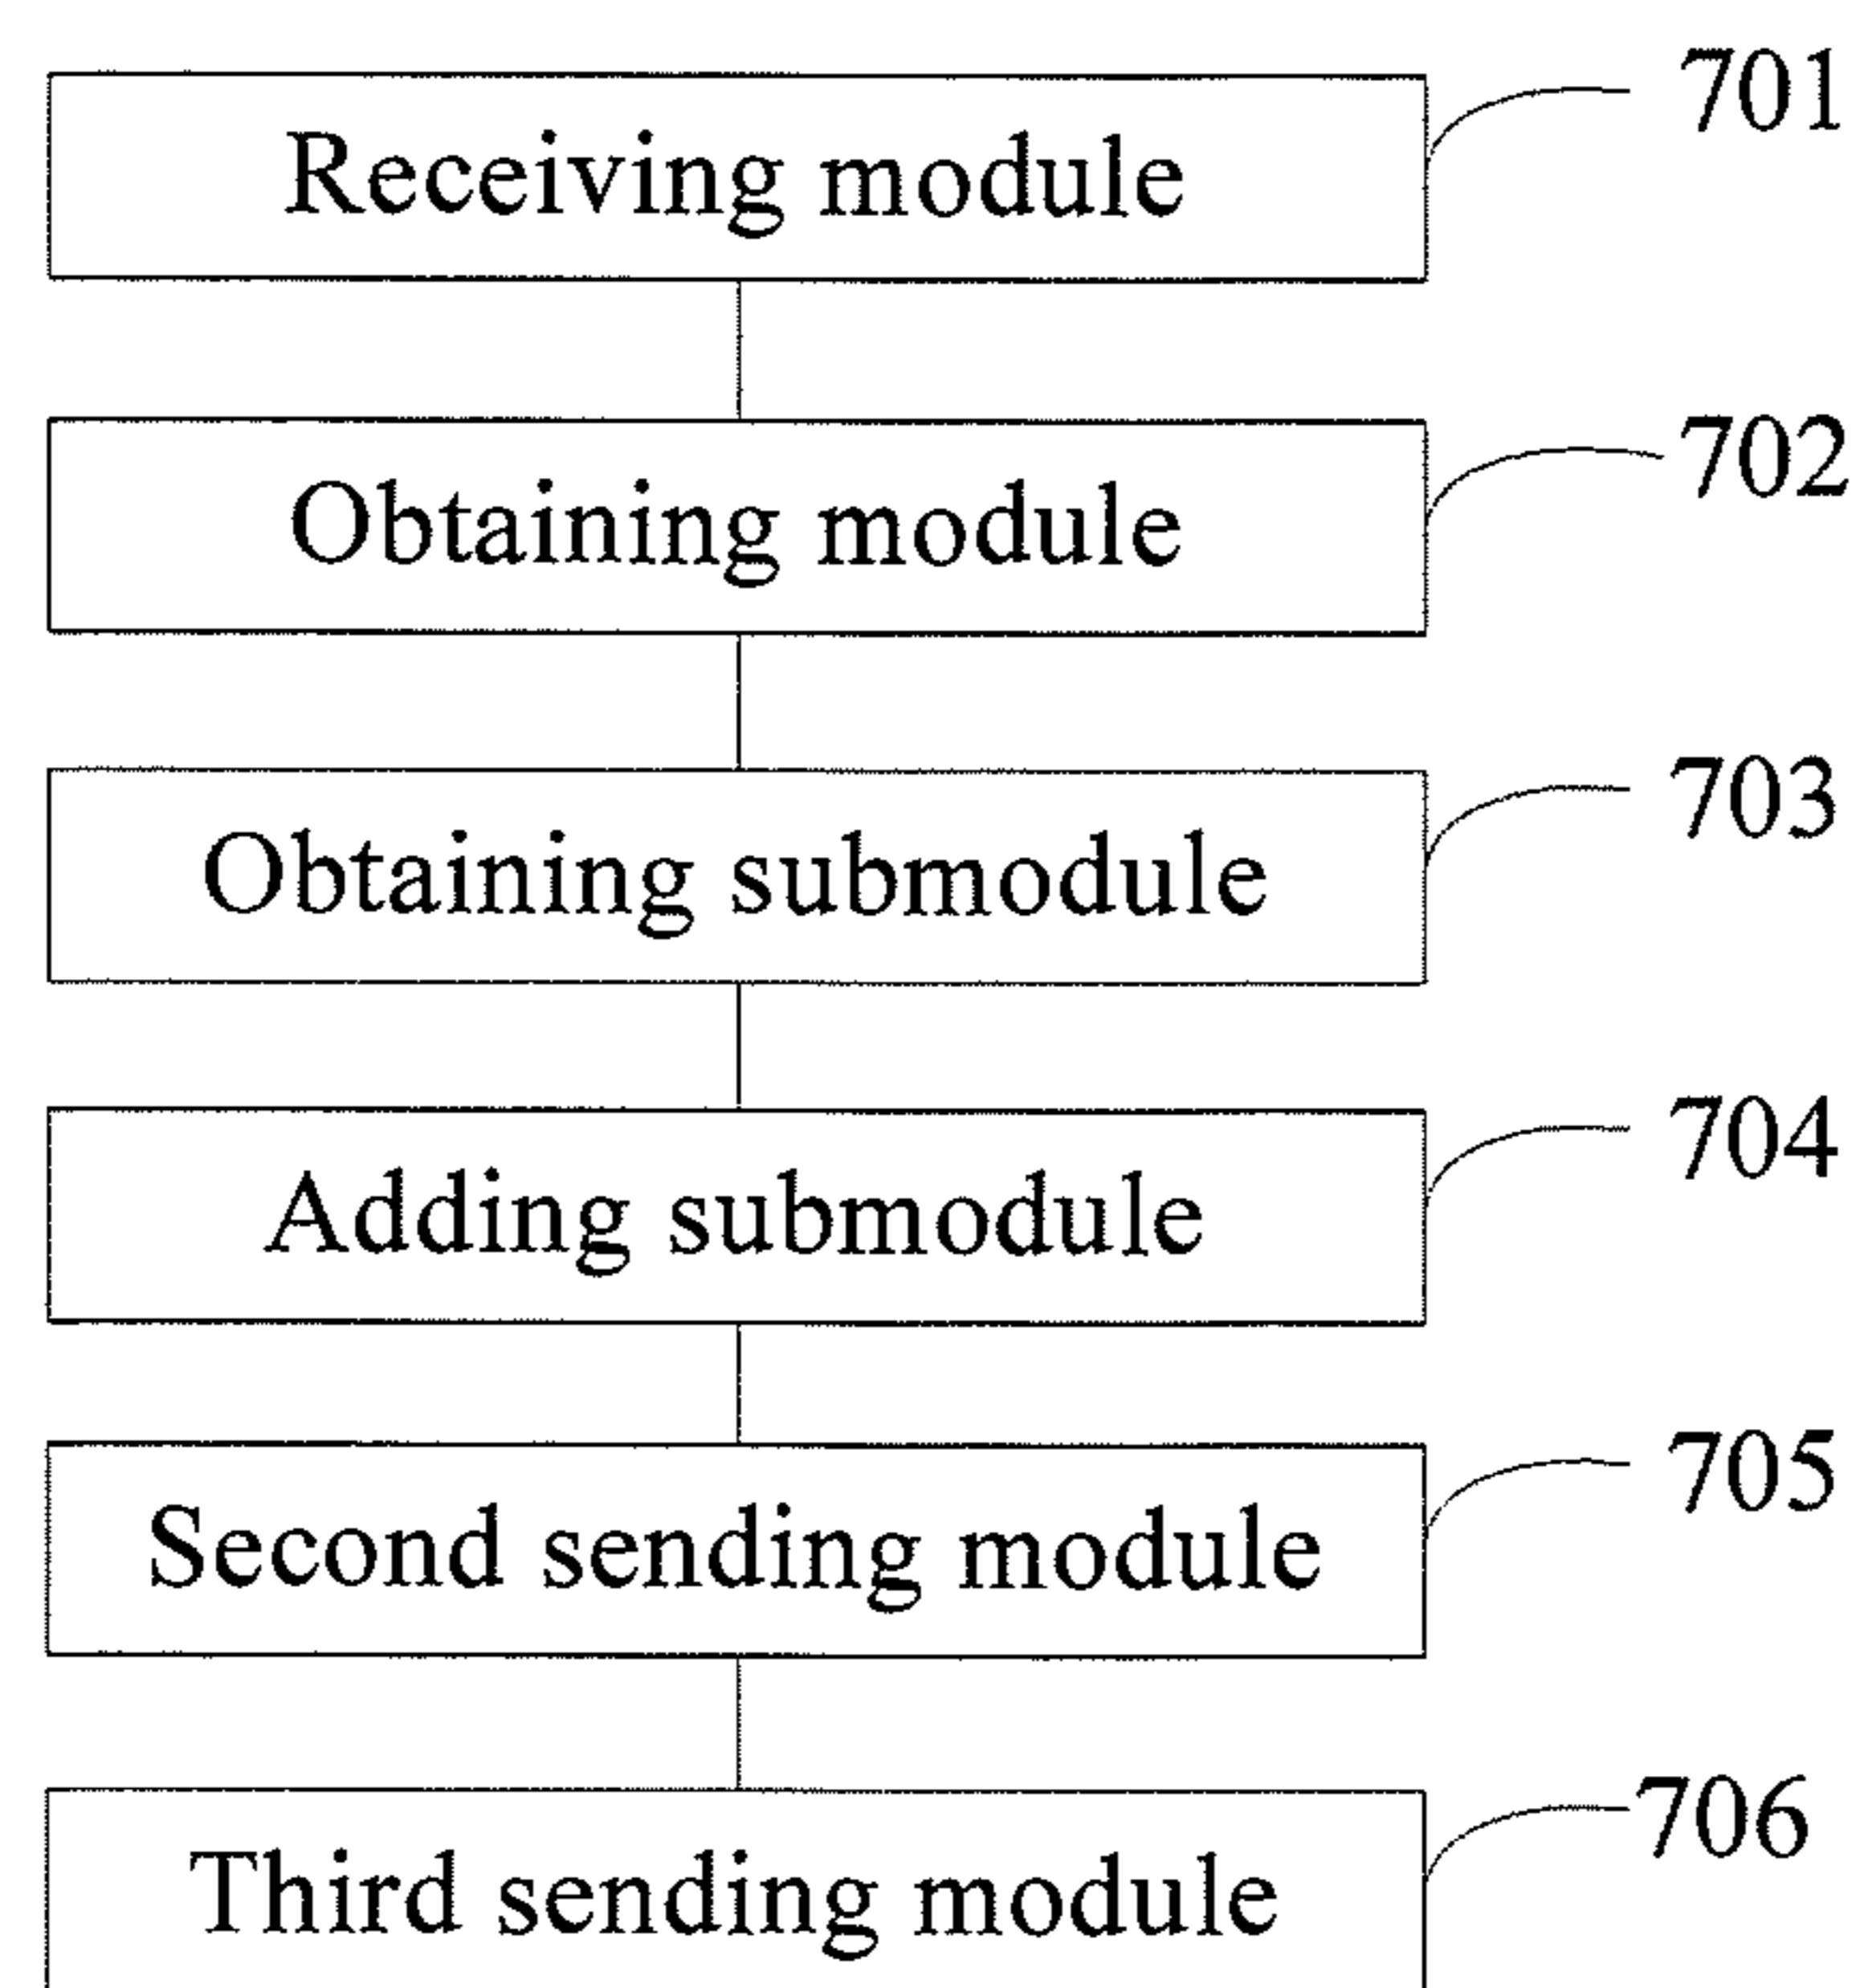 Receiving module 701
Obtaining module 702
Obtaining submodule 703
Adding submodule 704
Second sending module 705
Third sending module 706